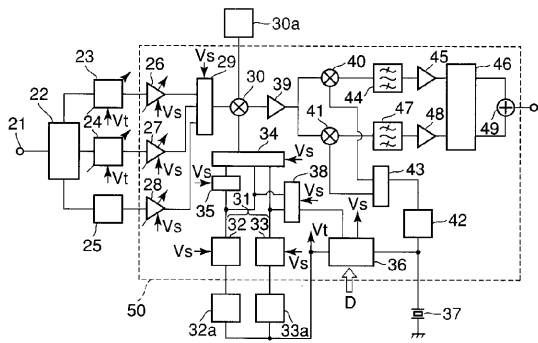 30a
23 26 Vs 29 40 45 46
22 30 39
Vs 44
21 Vt 27 41 47
24 34 49
Vs 48
Vt 28 38 Vs 43
31 Vs
35 Vs
25 Vs Vs 32 33 Vt 42
Vs Vs 36
50 D 37
32a 33a